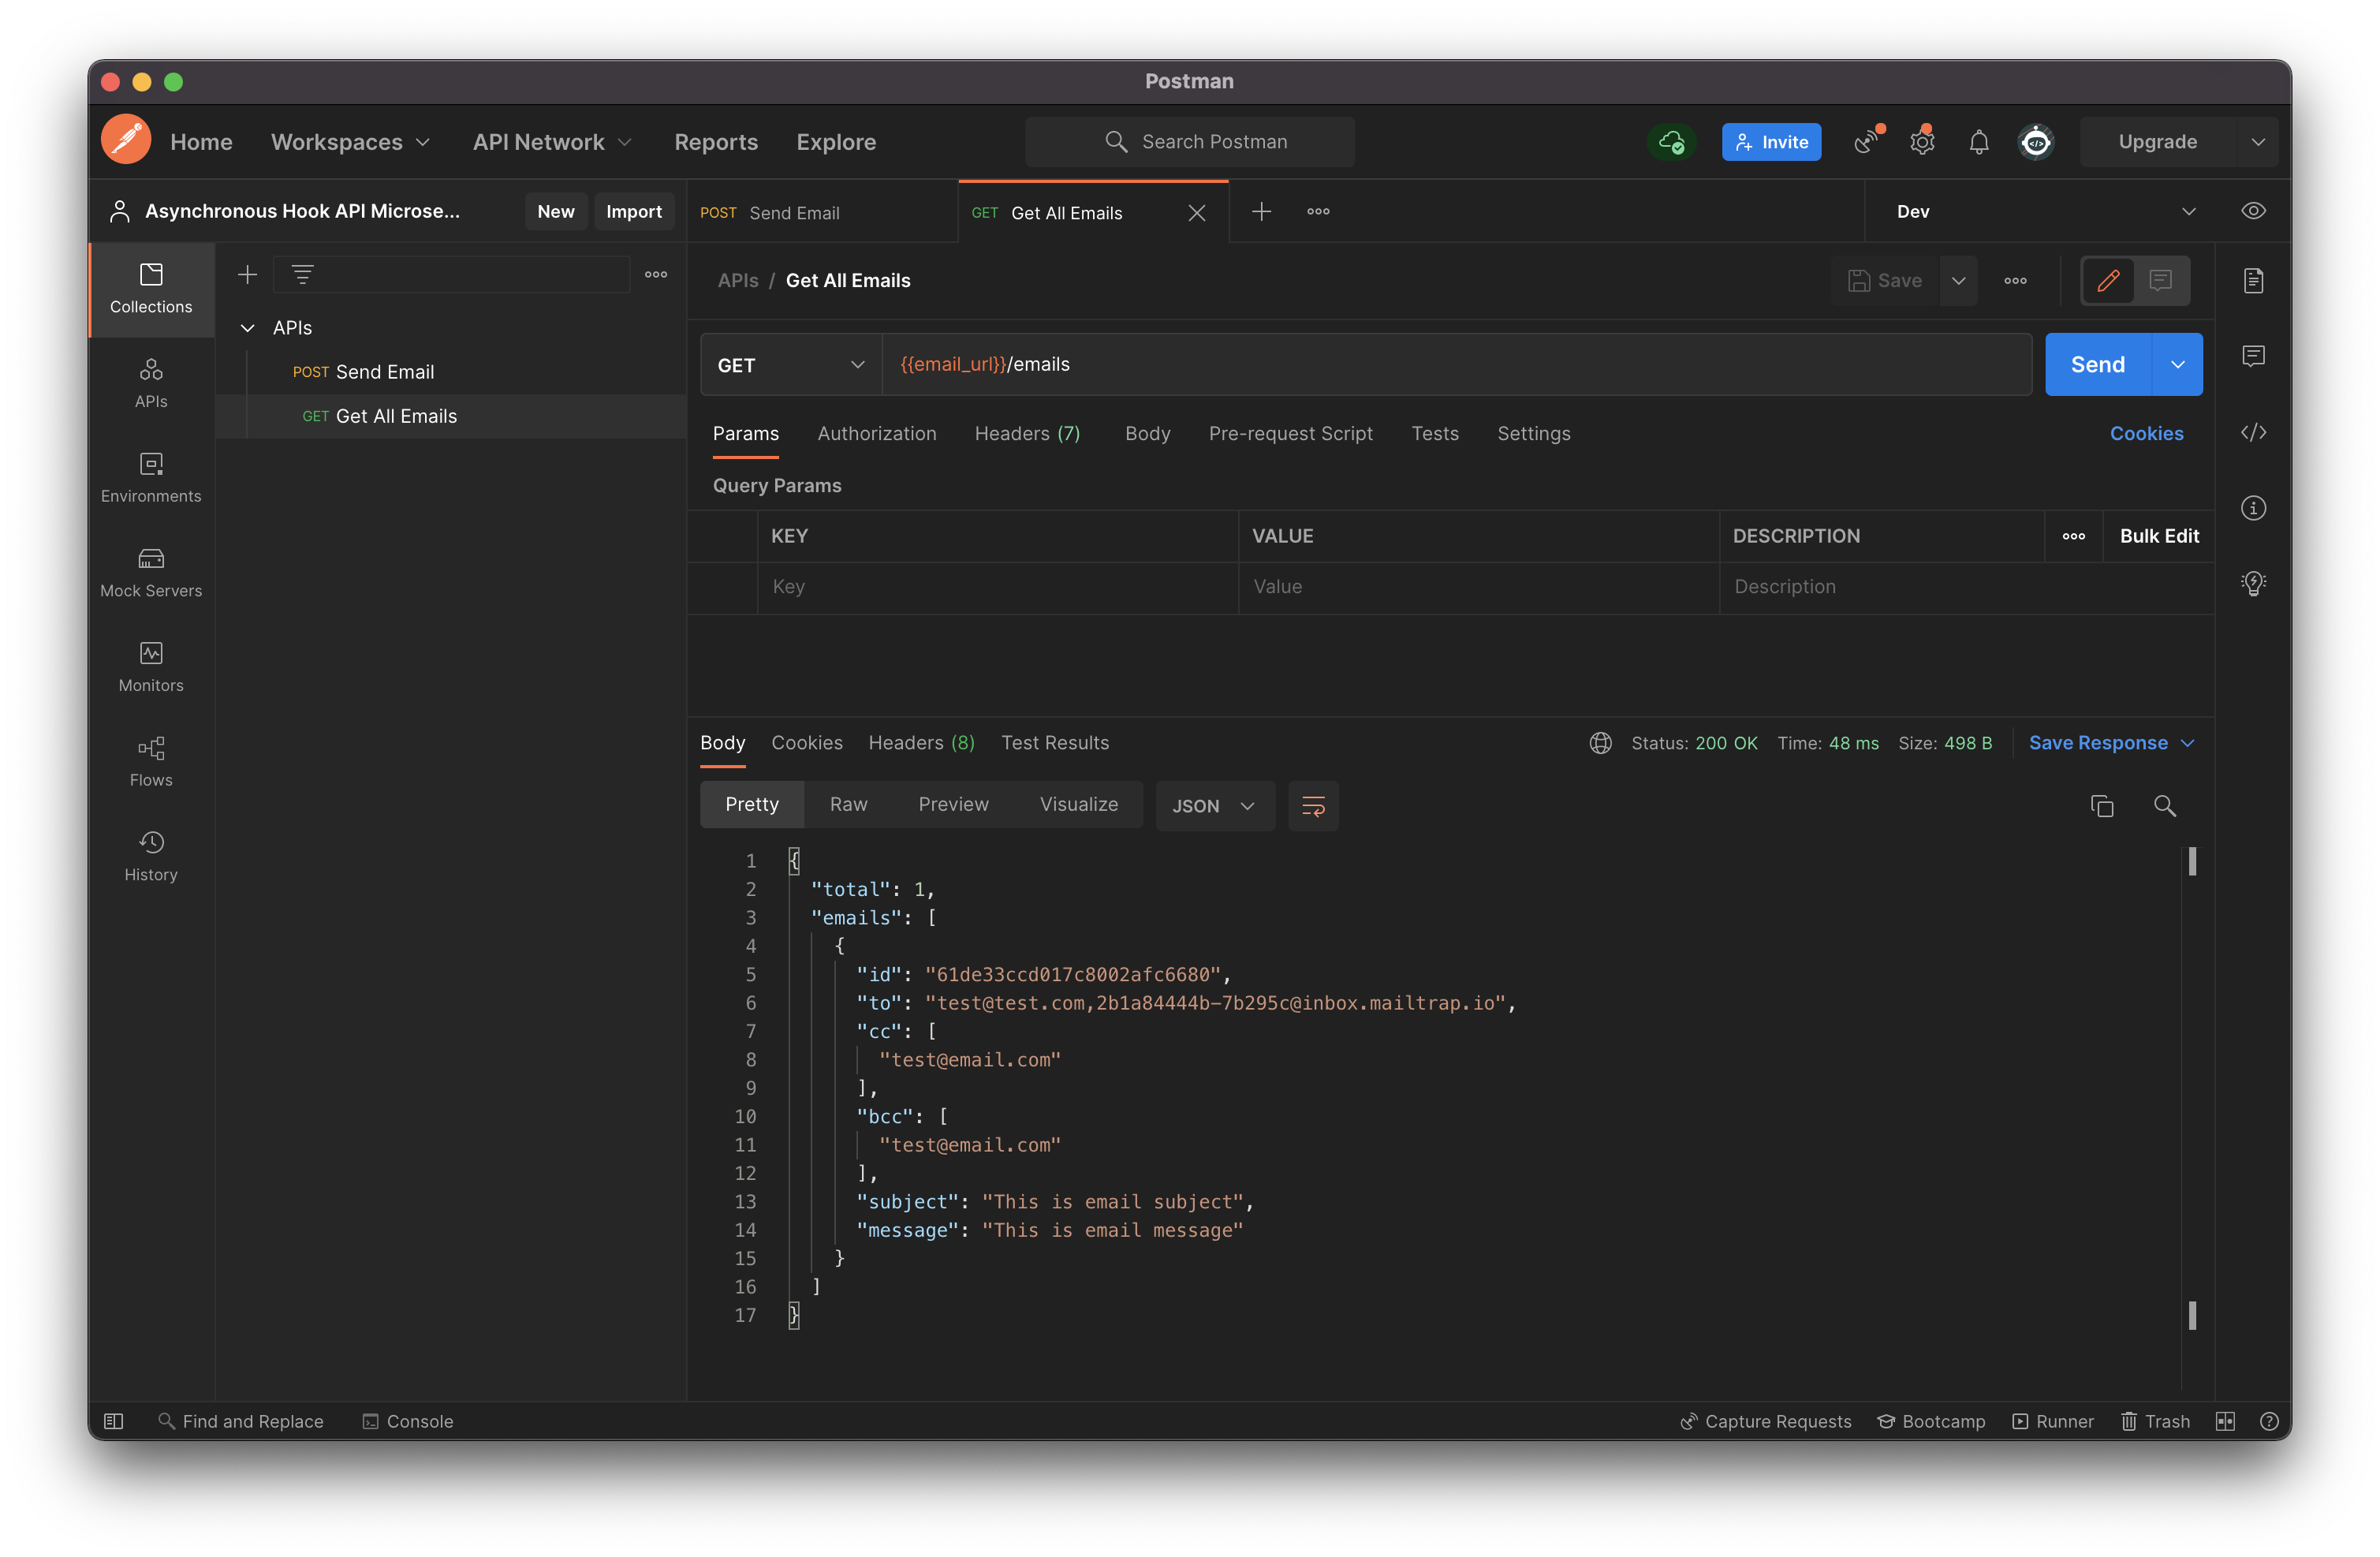 Postman
Home Workspaces API Network Reports Explore Search Postman Invite Upgrade
Asynchronous Hook API Microse... New Import POST Send Email GET Get All Emails Dev
Collections
APIs
Environments
Mock Servers
Monitors
Flows
History
APIs
POST Send Email
GET Get All Emails
APIs / Get All Emails Save
GET {{email_url}}/emails Send
Params Authorization Headers (7) Body Pre-request Script Tests Settings Cookies
Query Params
KEY VALUE DESCRIPTION Bulk Edit
Key Value Description
Body Cookies Headers (8) Test Results Status: 200 OK Time: 48 ms Size: 498 B Save Response
Pretty Raw Preview Visualize JSON
1 {
2 "total": 1,
3 "emails": [
4 {
5 "id": "61de33ccd017c8002afc6680",
6 "to": "test@test.com,2b1a84444b-7b295c@inbox.mailtrap.io",
7 "cc": [
8 "test@email.com"
9 ],
10 "bcc": [
11 "test@email.com"
12 ],
13 "subject": "This is email subject",
14 "message": "This is email message"
15 }
16 ]
17 }
Find and Replace Console Capture Requests Bootcamp Runner Trash